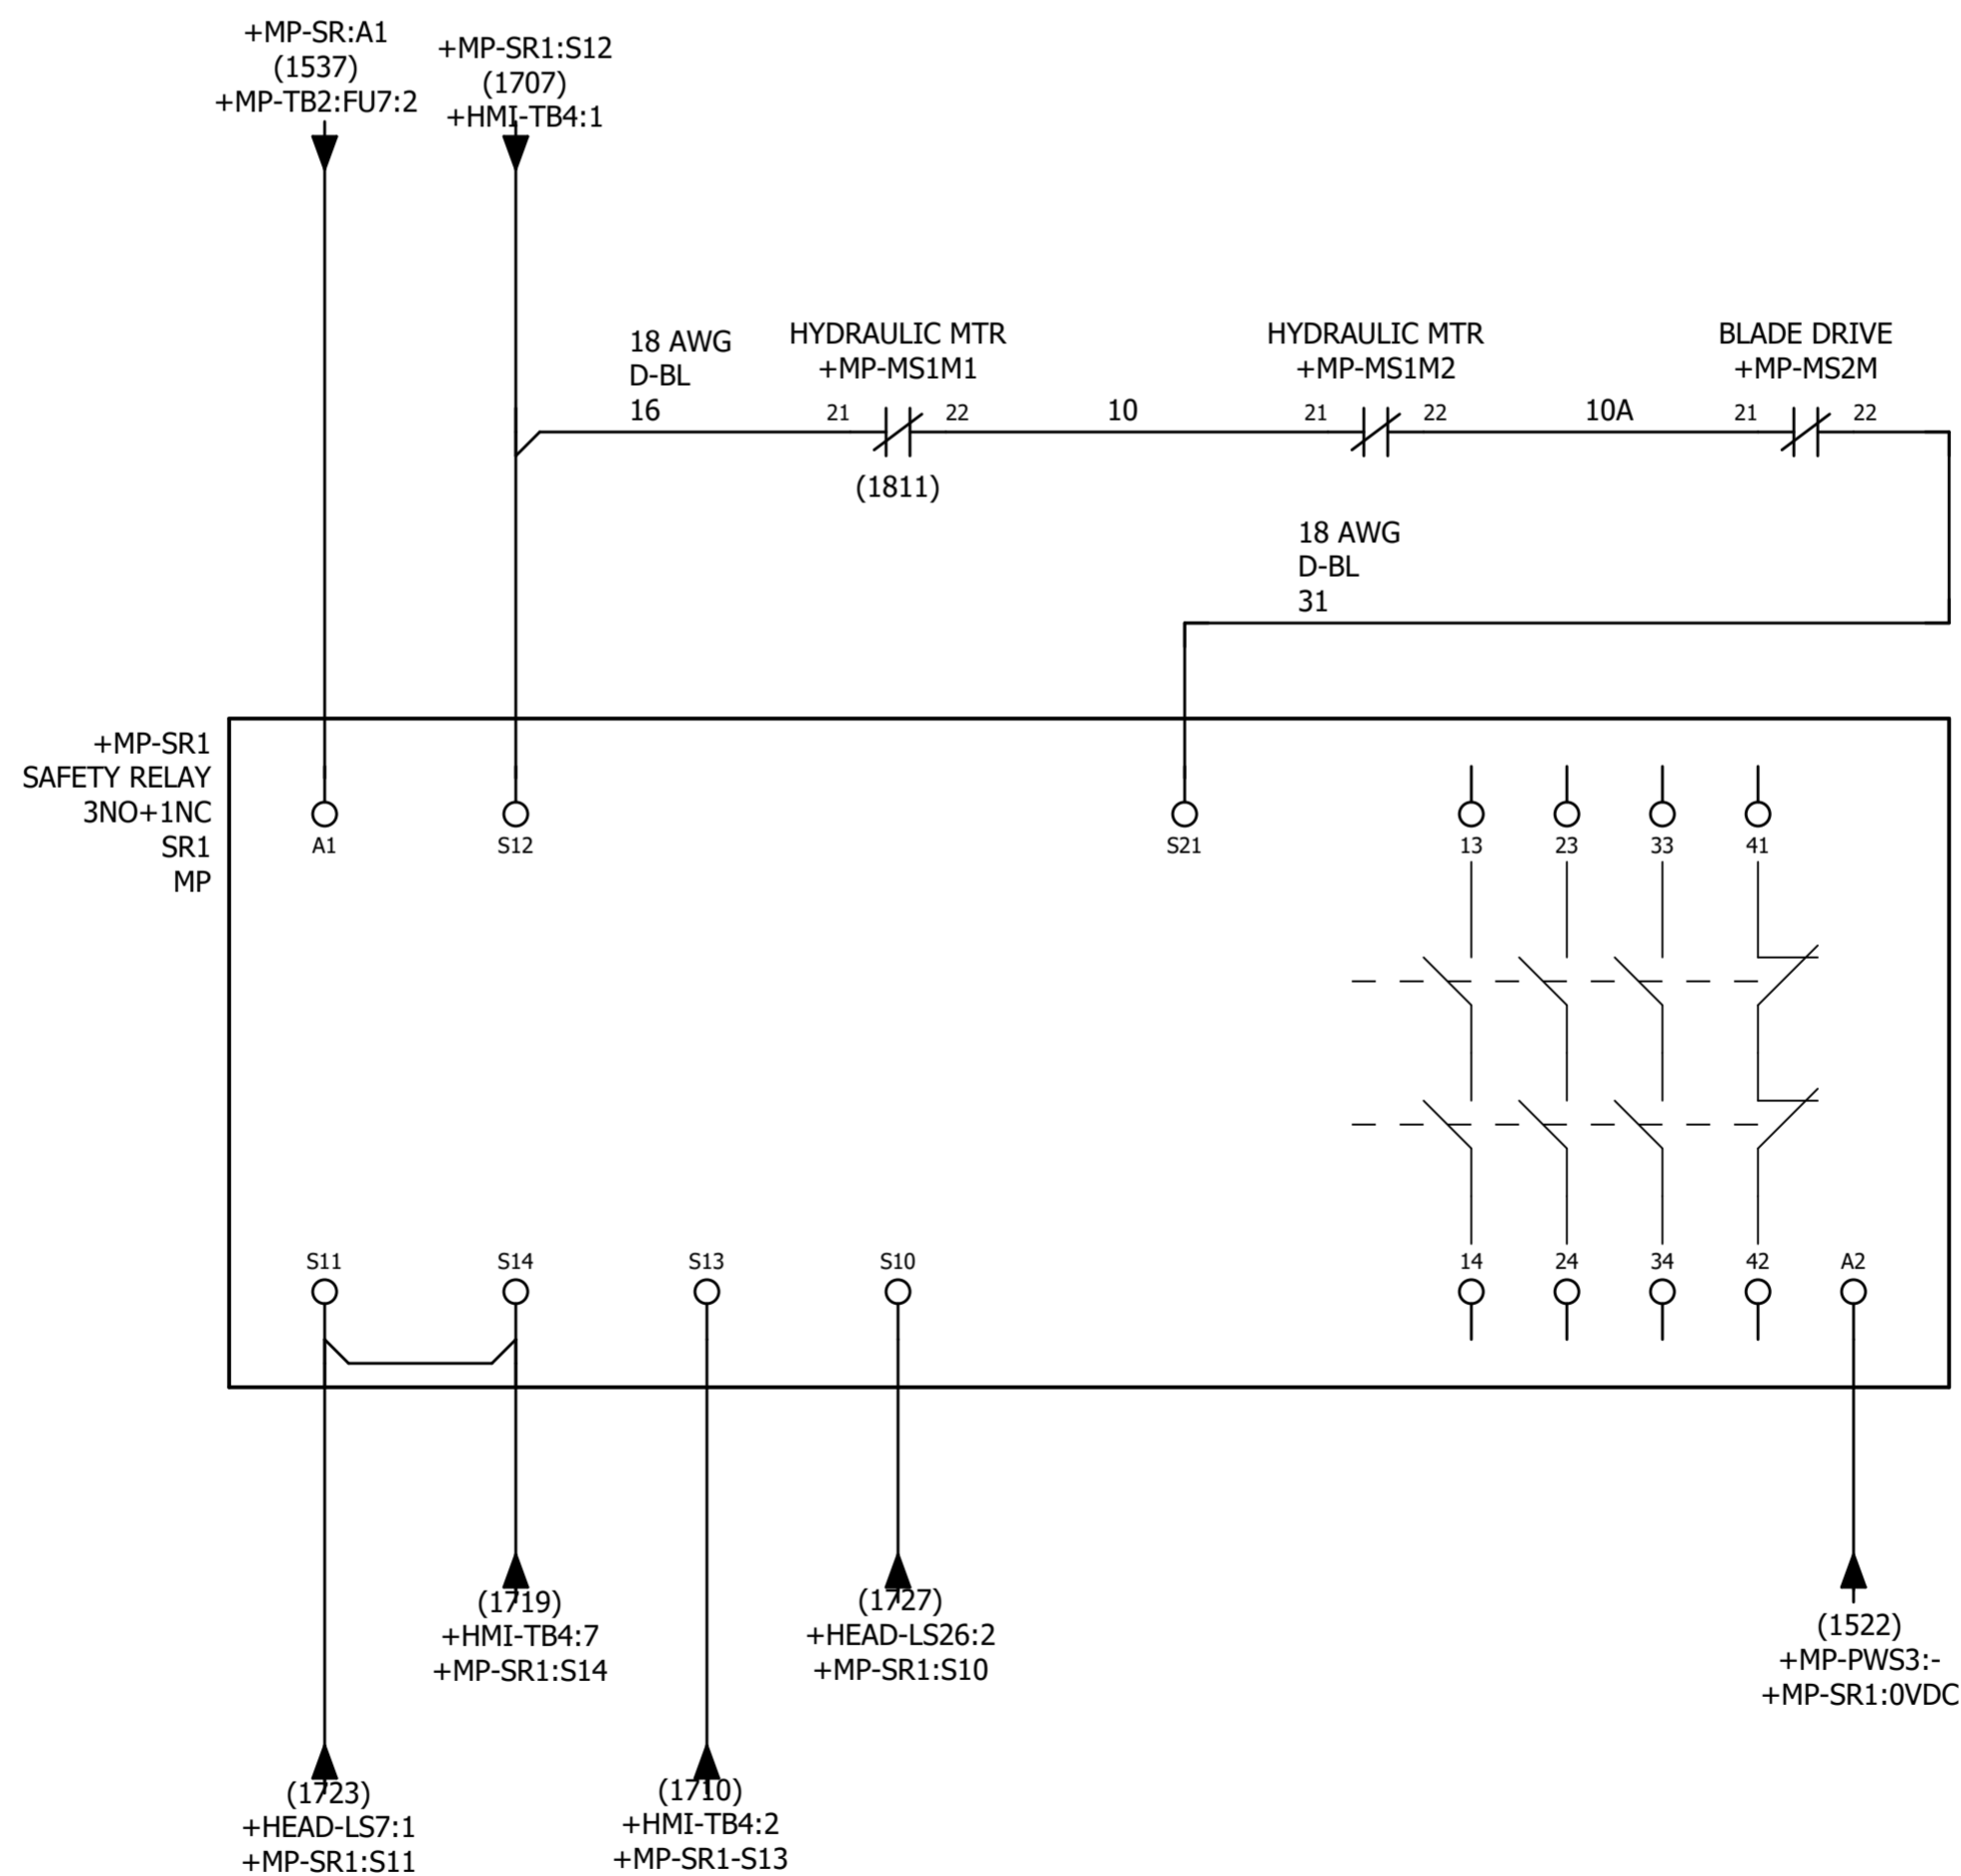 +MP-SR:A1
(1537)
+MP-TB2:FU7:2
+MP-SR1:S12
(1707)
+HMI-TB4:1
18 AWG
D-BL
16
HYDRAULIC MTR
+MP-MS1M1
21
22
(1811)
10
HYDRAULIC MTR
+MP-MS1M2
21
22
10A
BLADE DRIVE
+MP-MS2M
21
22
18 AWG
D-BL
31
+MP-SR1
SAFETY RELAY
3NO+1NC
SR1
MP
A1
S12
S21
13
23
33
41
S11
S14
S13
S10
14
24
34
42
A2
(1719)
+HMI-TB4:7
+MP-SR1:S14
(1727)
+HEAD-LS26:2
+MP-SR1:S10
(1522)
+MP-PWS3:-
+MP-SR1:0VDC
(1723)
+HEAD-LS7:1
+MP-SR1:S11
(1710)
+HMI-TB4:2
+MP-SR1-S13